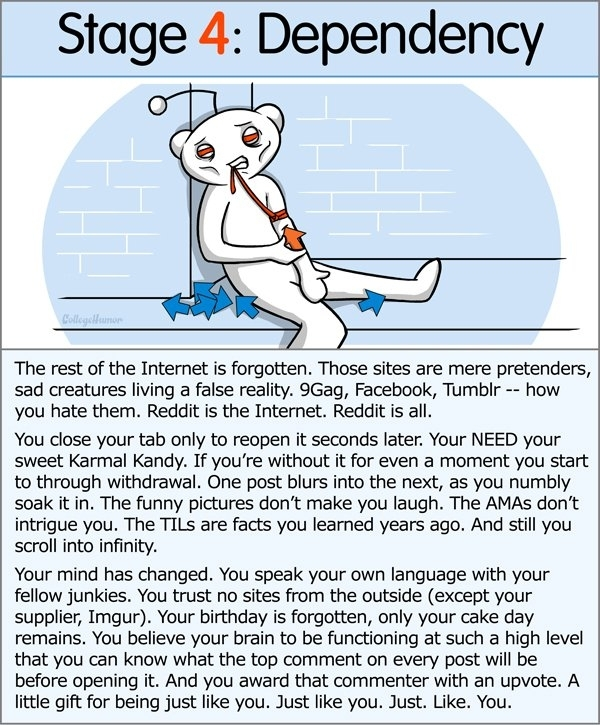 Stage 4: Dependency
CollegeHumor
The rest of the Internet is forgotten. Those sites are mere pretenders,
sad creatures living a false reality. 9Gag, Facebook, Tumblr -- how
you hate them. Reddit is the Internet. Reddit is all.
You close your tab only to reopen it seconds later. Your NEED your
sweet Karmal Kandy. If you're without it for even a moment you start
to through withdrawal. One post blurs into the next, as you numbly
soak it in. The funny pictures don't make you laugh. The AMAs don't
intrigue you. The TILs are facts you learned years ago. And still you
scroll into infinity.
Your mind has changed. You speak your own language with your
fellow junkies. You trust no sites from the outside (except your
supplier, Imgur). Your birthday is forgotten, only your cake day
remains. You believe your brain to be functioning at such a high level
that you can know what the top comment on every post will be
before opening it. And you award that commenter with an upvote. A
little gift for being just like you. Just like you. Just. Like. You.